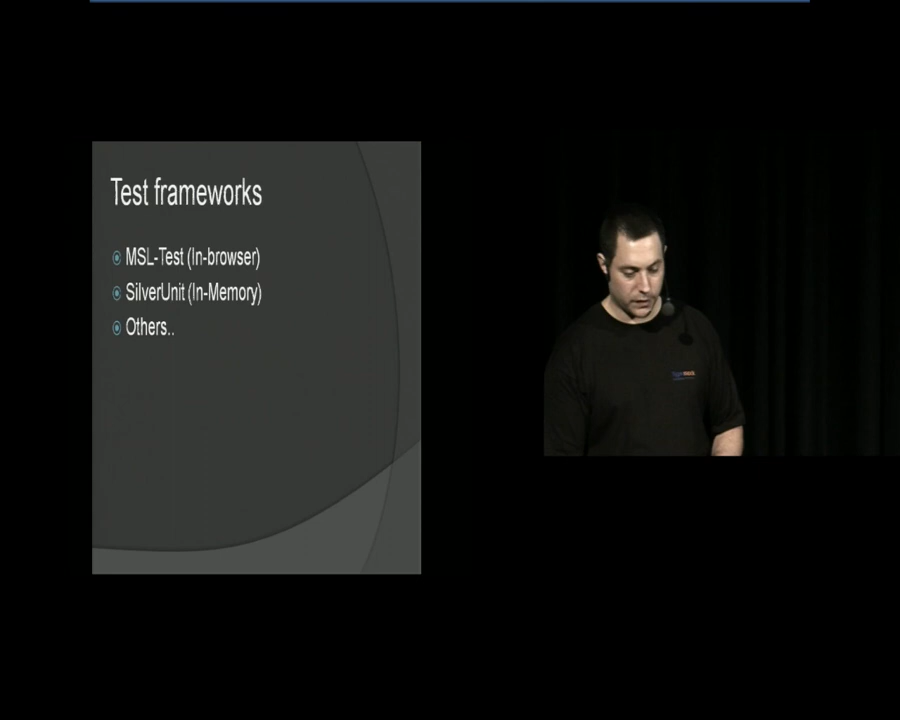 Test frameworks
MSL-Test (In-browser)
SilverUnit (In-Memory)
Others..